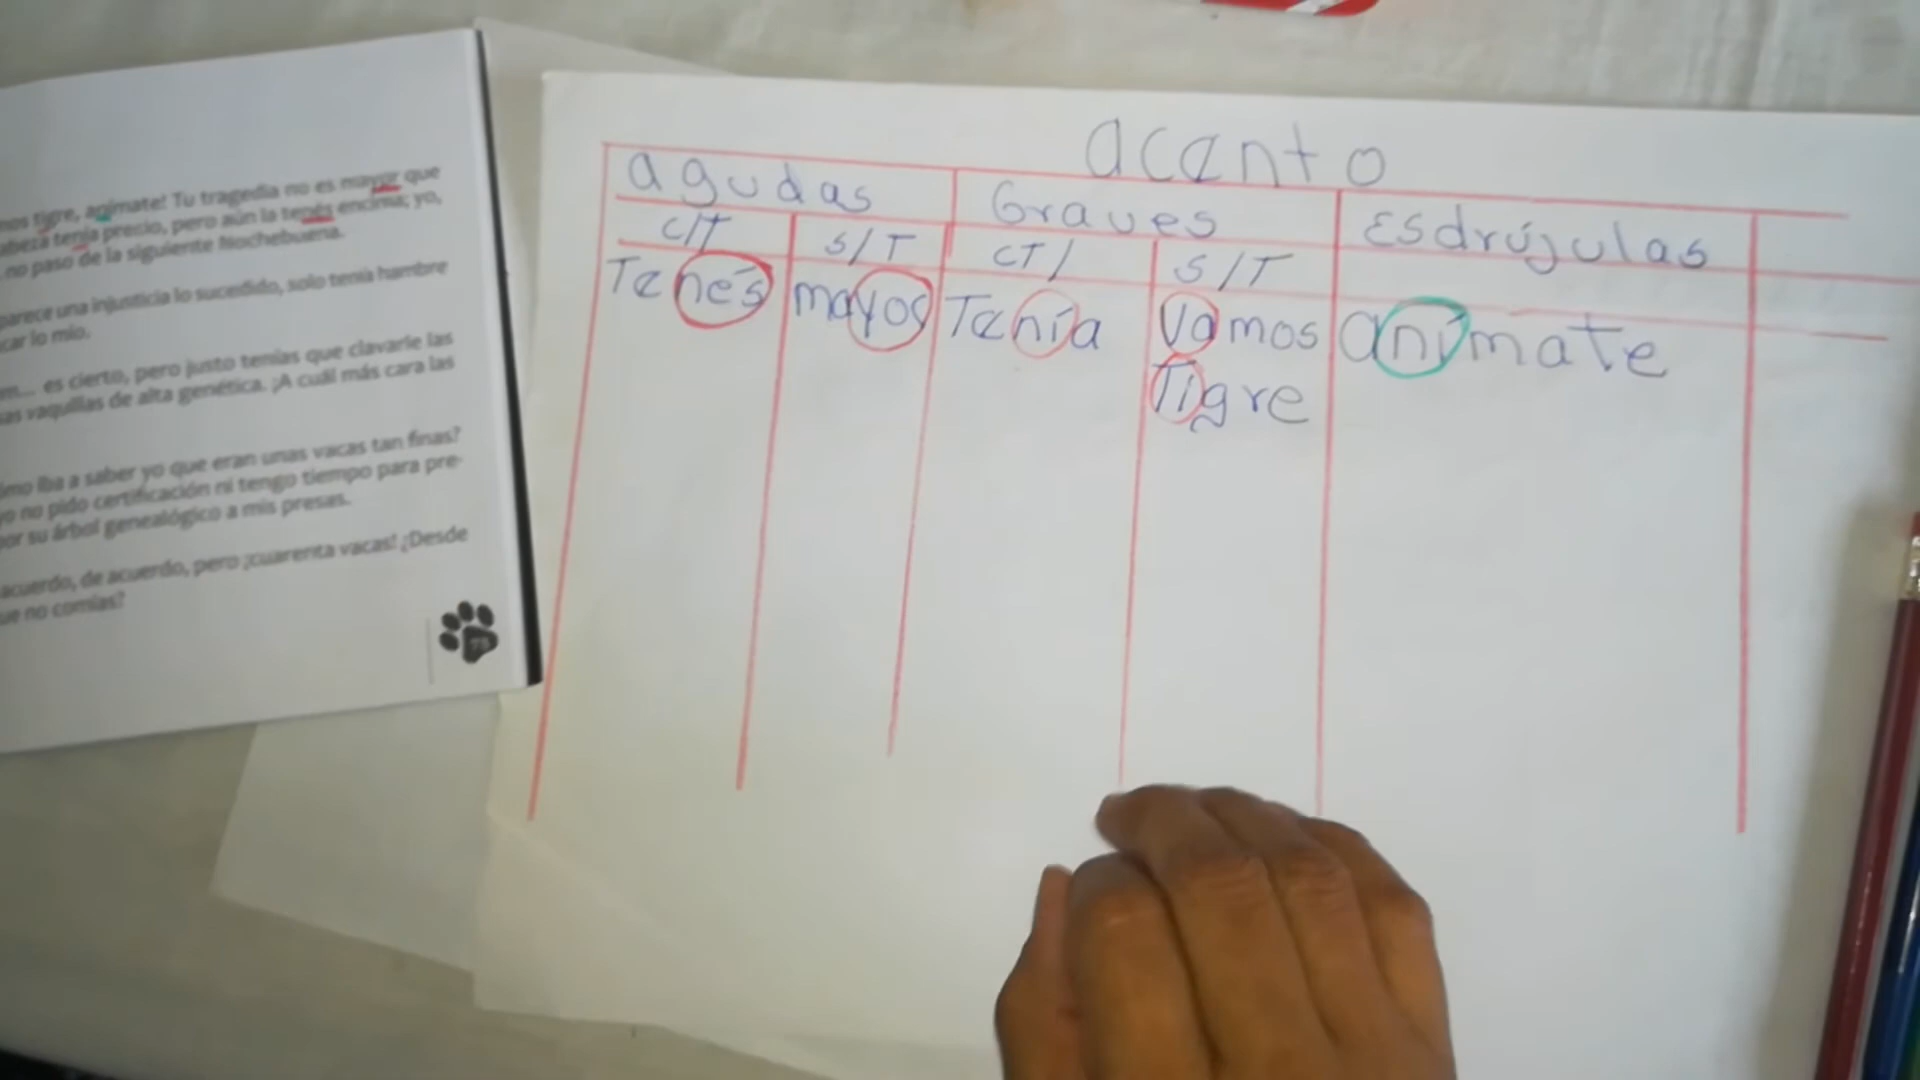 nos tigre, anímate! Tu tragedia no es mayor que
abeza tenía precio, pero aún la tenés encima; yo,
no paso de la siguiente Nochebuena.
parece una injusticia lo sucedido, solo tenía hambre
car lo mío.
m... es cierto, pero justo tenías que clavarle las
sas vaquillas de alta genética. ¡A cuál más cara las
ómo iba a saber yo que eran unas vacas tan finas?
yo no pido certificación ni tengo tiempo para pre-
or su árbol genealógico a mis presas.
acuerdo, de acuerdo, pero ¡cuarenta vacas! ¿Desde
ue no comías?
acento
agudas Graves Esdrújulas
C/T S/T CT/ S/T
Tenés mayor Tenía Vamos anímate
Tigre